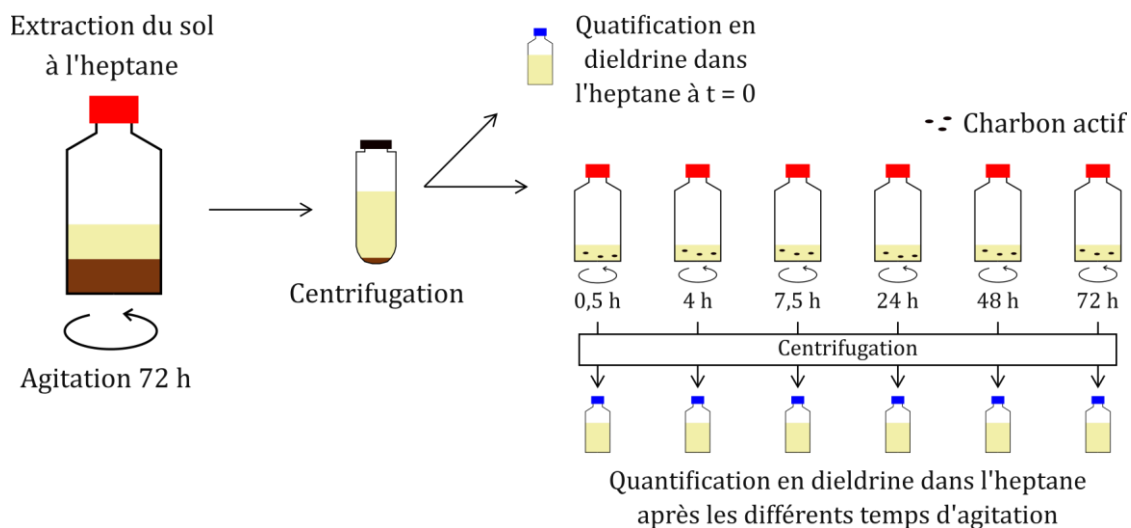 Extraction du sol
à l'heptane
Agitation 72 h
Centrifugation
Quatification en
dieldrine dans
l'heptane à t = 0
Charbon actif
0,5 h 4 h 7,5 h 24 h 48 h 72 h
Centrifugation
Quantification en dieldrine dans l'heptane
après les différents temps d'agitation